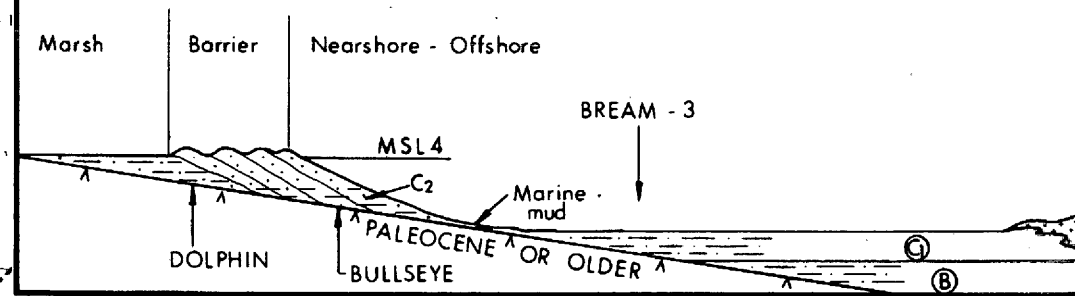 Marsh
Barrier
Nearshore - Offshore
BREAM - 3
MSL 4
C2
Marine mud
PALEOCENE OR OLDER
DOLPHIN
BULLSEYE
B